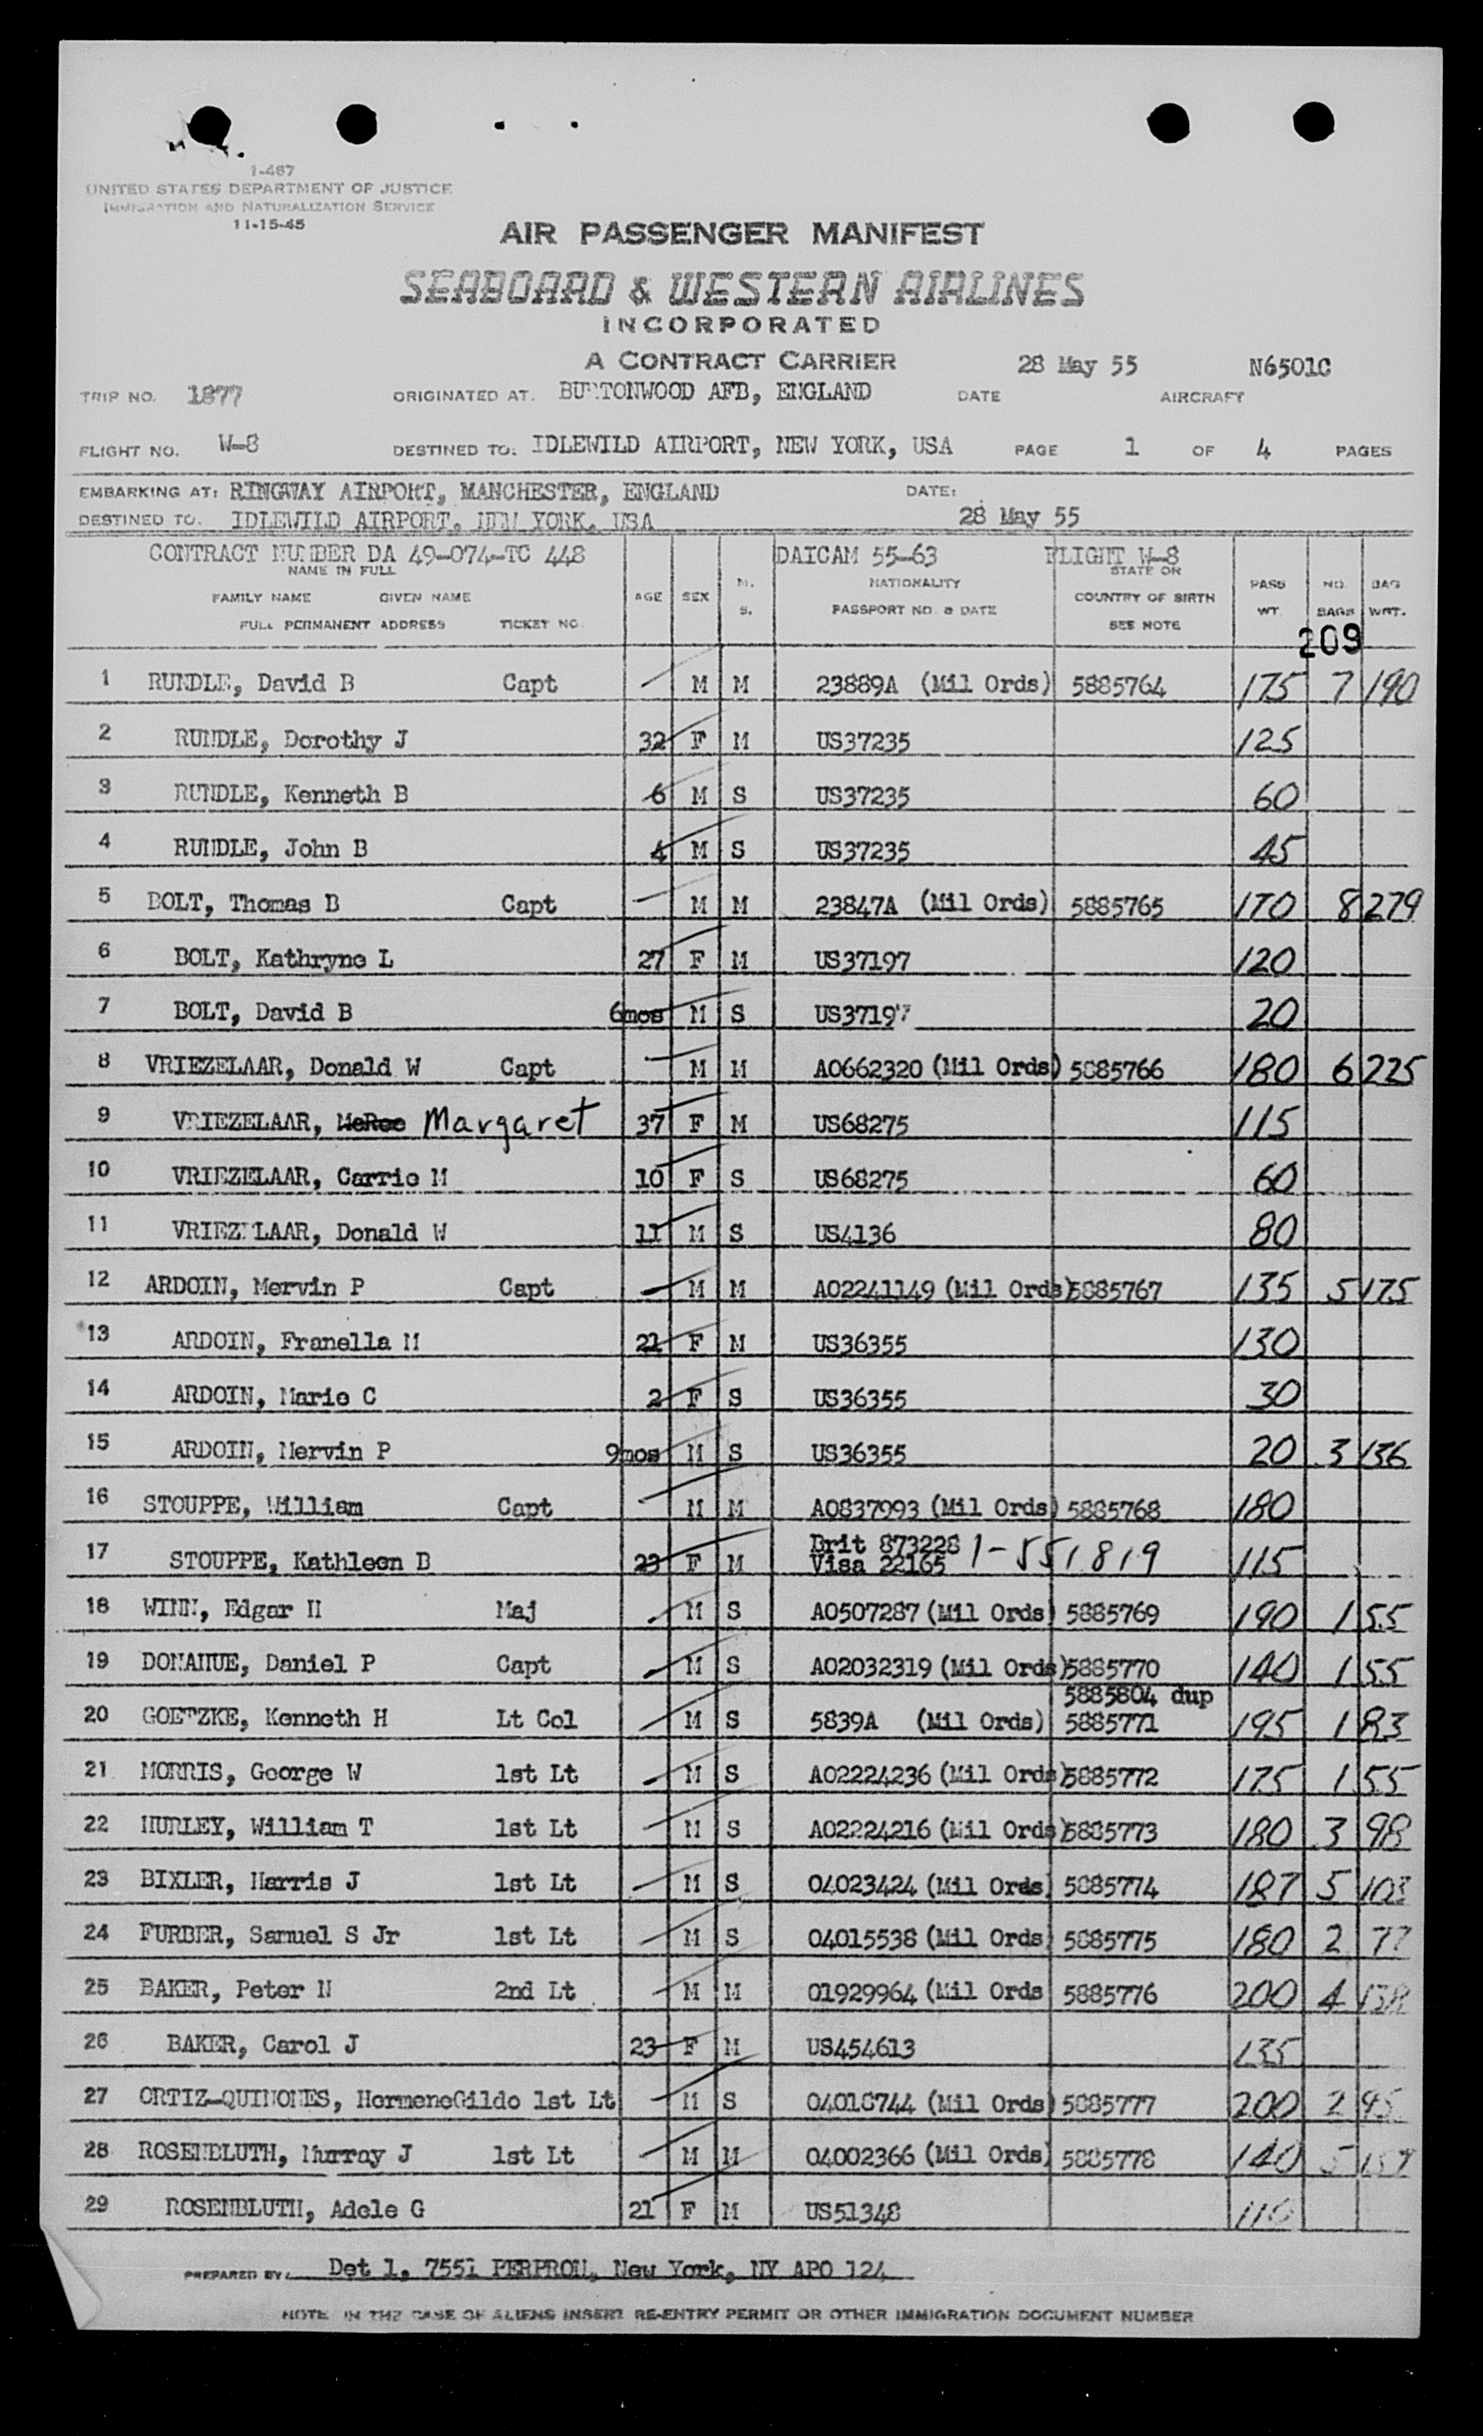 1-467
UNITED STATES DEPARTMENT OF JUSTICE
IMMIGRATION AND NATURALIZATION SERVICE
11-15-45
AIR PASSENGER MANIFEST
SEABOARD & WESTERN AIRLINES
INCORPORATED
A CONTRACT CARRIER 28 May 55 N6501C
TRIP NO. 1877 ORIGINATED AT. BURTONWOOD AFB, ENGLAND DATE AIRCRAFT
FLIGHT NO. W-8 DESTINED TO. IDLEWILD AIRPORT, NEW YORK, USA PAGE 1 OF 4 PAGES
EMBARKING AT: RINGWAY AIRPORT, MANCHESTER, ENGLAND DATE:
DESTINED TO. IDLEWILD AIRPORT, NEW YORK, USA 28 May 55
CONTRACT NUMBER DA 49-074-TC 448 DAICAM 55-63 FLIGHT W-8
NAME IN FULL M. NATIONALITY STATE OR PASS NO. BAG
FAMILY NAME GIVEN NAME AGE SEX COUNTRY OF BIRTH
S. PASSPORT NO. & DATE WT. BAGS WRT.
FULL PERMANENT ADDRESS TICKET NO. SEE NOTE
209
1 RUNDLE, David B Capt M M 23889A (Mil Ords) 5885764 175 7 190
2 RUNDLE, Dorothy J 32 F M US37235 125
3 RUNDLE, Kenneth B 6 M S US37235 60
4 RUNDLE, John B 4 M S US37235 45
5 BOLT, Thomas B Capt M M 23847A (Mil Ords) 5885765 170 8 279
6 BOLT, Kathryne L 27 F M US37197 120
7 BOLT, David B 6mos M S US37197 20
8 VRIEZELAAR, Donald W Capt M M AO662320 (Mil Ords) 5885766 180 6 225
9 VRIEZELAAR, McRee Margaret 37 F M US68275 115
10 VRIEZELAAR, Carrie M 10 F S US68275 60
11 VRIEZELAAR, Donald W 11 M S US4136 80
12 ARDOIN, Mervin P Capt M M AO2241149 (Mil Ords) 5885767 135 5 175
13 ARDOIN, Franella M 22 F M US36355 130
14 ARDOIN, Marie C 2 F S US36355 30
15 ARDOIN, Mervin P 9mos M S US36355 20 3 136
16 STOUPPE, William Capt M M AO837993 (Mil Ords) 5885768 180
17 STOUPPE, Kathleen B 23 F M Brit 873228 1-551819 115
Visa 22165
18 WINN, Edgar H Maj M S AO507287 (Mil Ords) 5885769 190 1 55
19 DONAHUE, Daniel P Capt M S AO2032319 (Mil Ords) 5885770 140 1 55
5885804 dup
20 GOETZKE, Kenneth H Lt Col M S 5839A (Mil Ords) 5885771 195 1 83
21 MORRIS, George W 1st Lt M S AO2224236 (Mil Ords) 5885772 175 1 55
22 HURLEY, William T 1st Lt M S AO2224216 (Mil Ords) 5885773 180 3 98
23 BIXLER, Harris J 1st Lt M S 04023424 (Mil Ords) 5885774 187 5 103
24 FURBER, Samuel S Jr 1st Lt M S 04015538 (Mil Ords) 5885775 180 2 77
25 BAKER, Peter N 2nd Lt M M 01929964 (Mil Ords 5885776 200 4 138
26 BAKER, Carol J 23 F M US454613 135
27 ORTIZ-QUINONES, HermeneGildo 1st Lt M S 04018744 (Mil Ords) 5885777 200 2 95
28 ROSENBLUTH, Murray J 1st Lt M M 04002366 (Mil Ords) 5885778 140 5
29 ROSENBLUTH, Adele G 21 F M US51348 110
PREPARED BY: Det 1, 7551 PERPRON, New York, NY APO 124
NOTE IN THE CASE OF ALIENS INSERT RE-ENTRY PERMIT OR OTHER IMMIGRATION DOCUMENT NUMBER